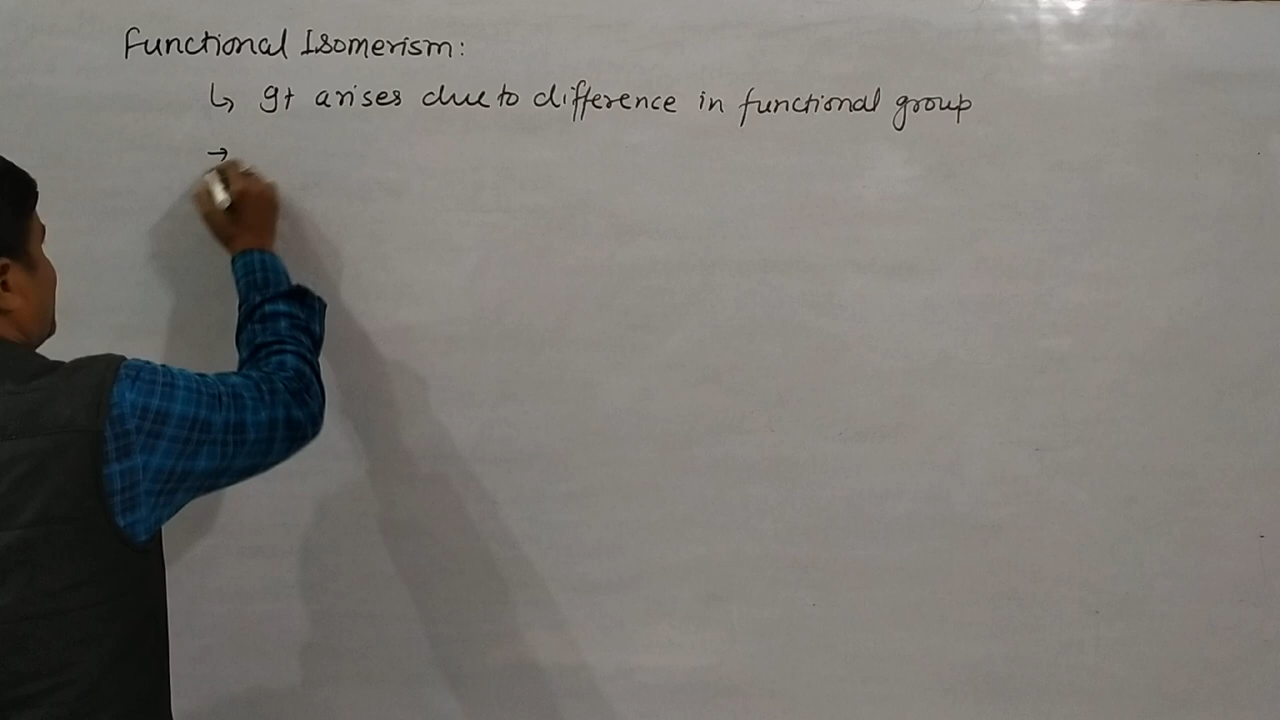 Functional Isomerism:
↳ It arises due to difference in functional group
→